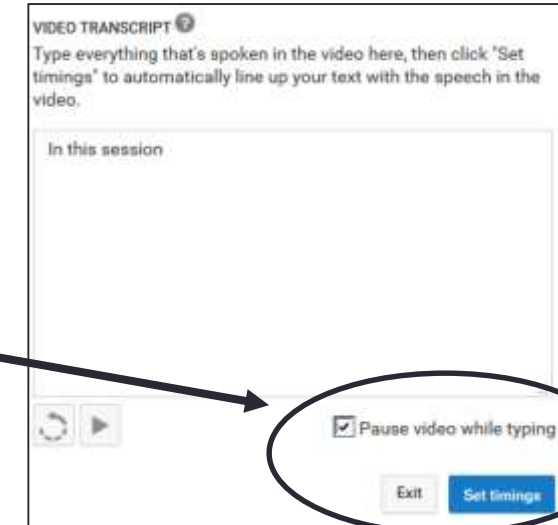 VIDEO TRANSCRIPT ?
Type everything that's spoken in the video here, then click "Set
timings" to automatically line up your text with the speech in the
video.
In this session
Pause video while typing
Exit
Set timings